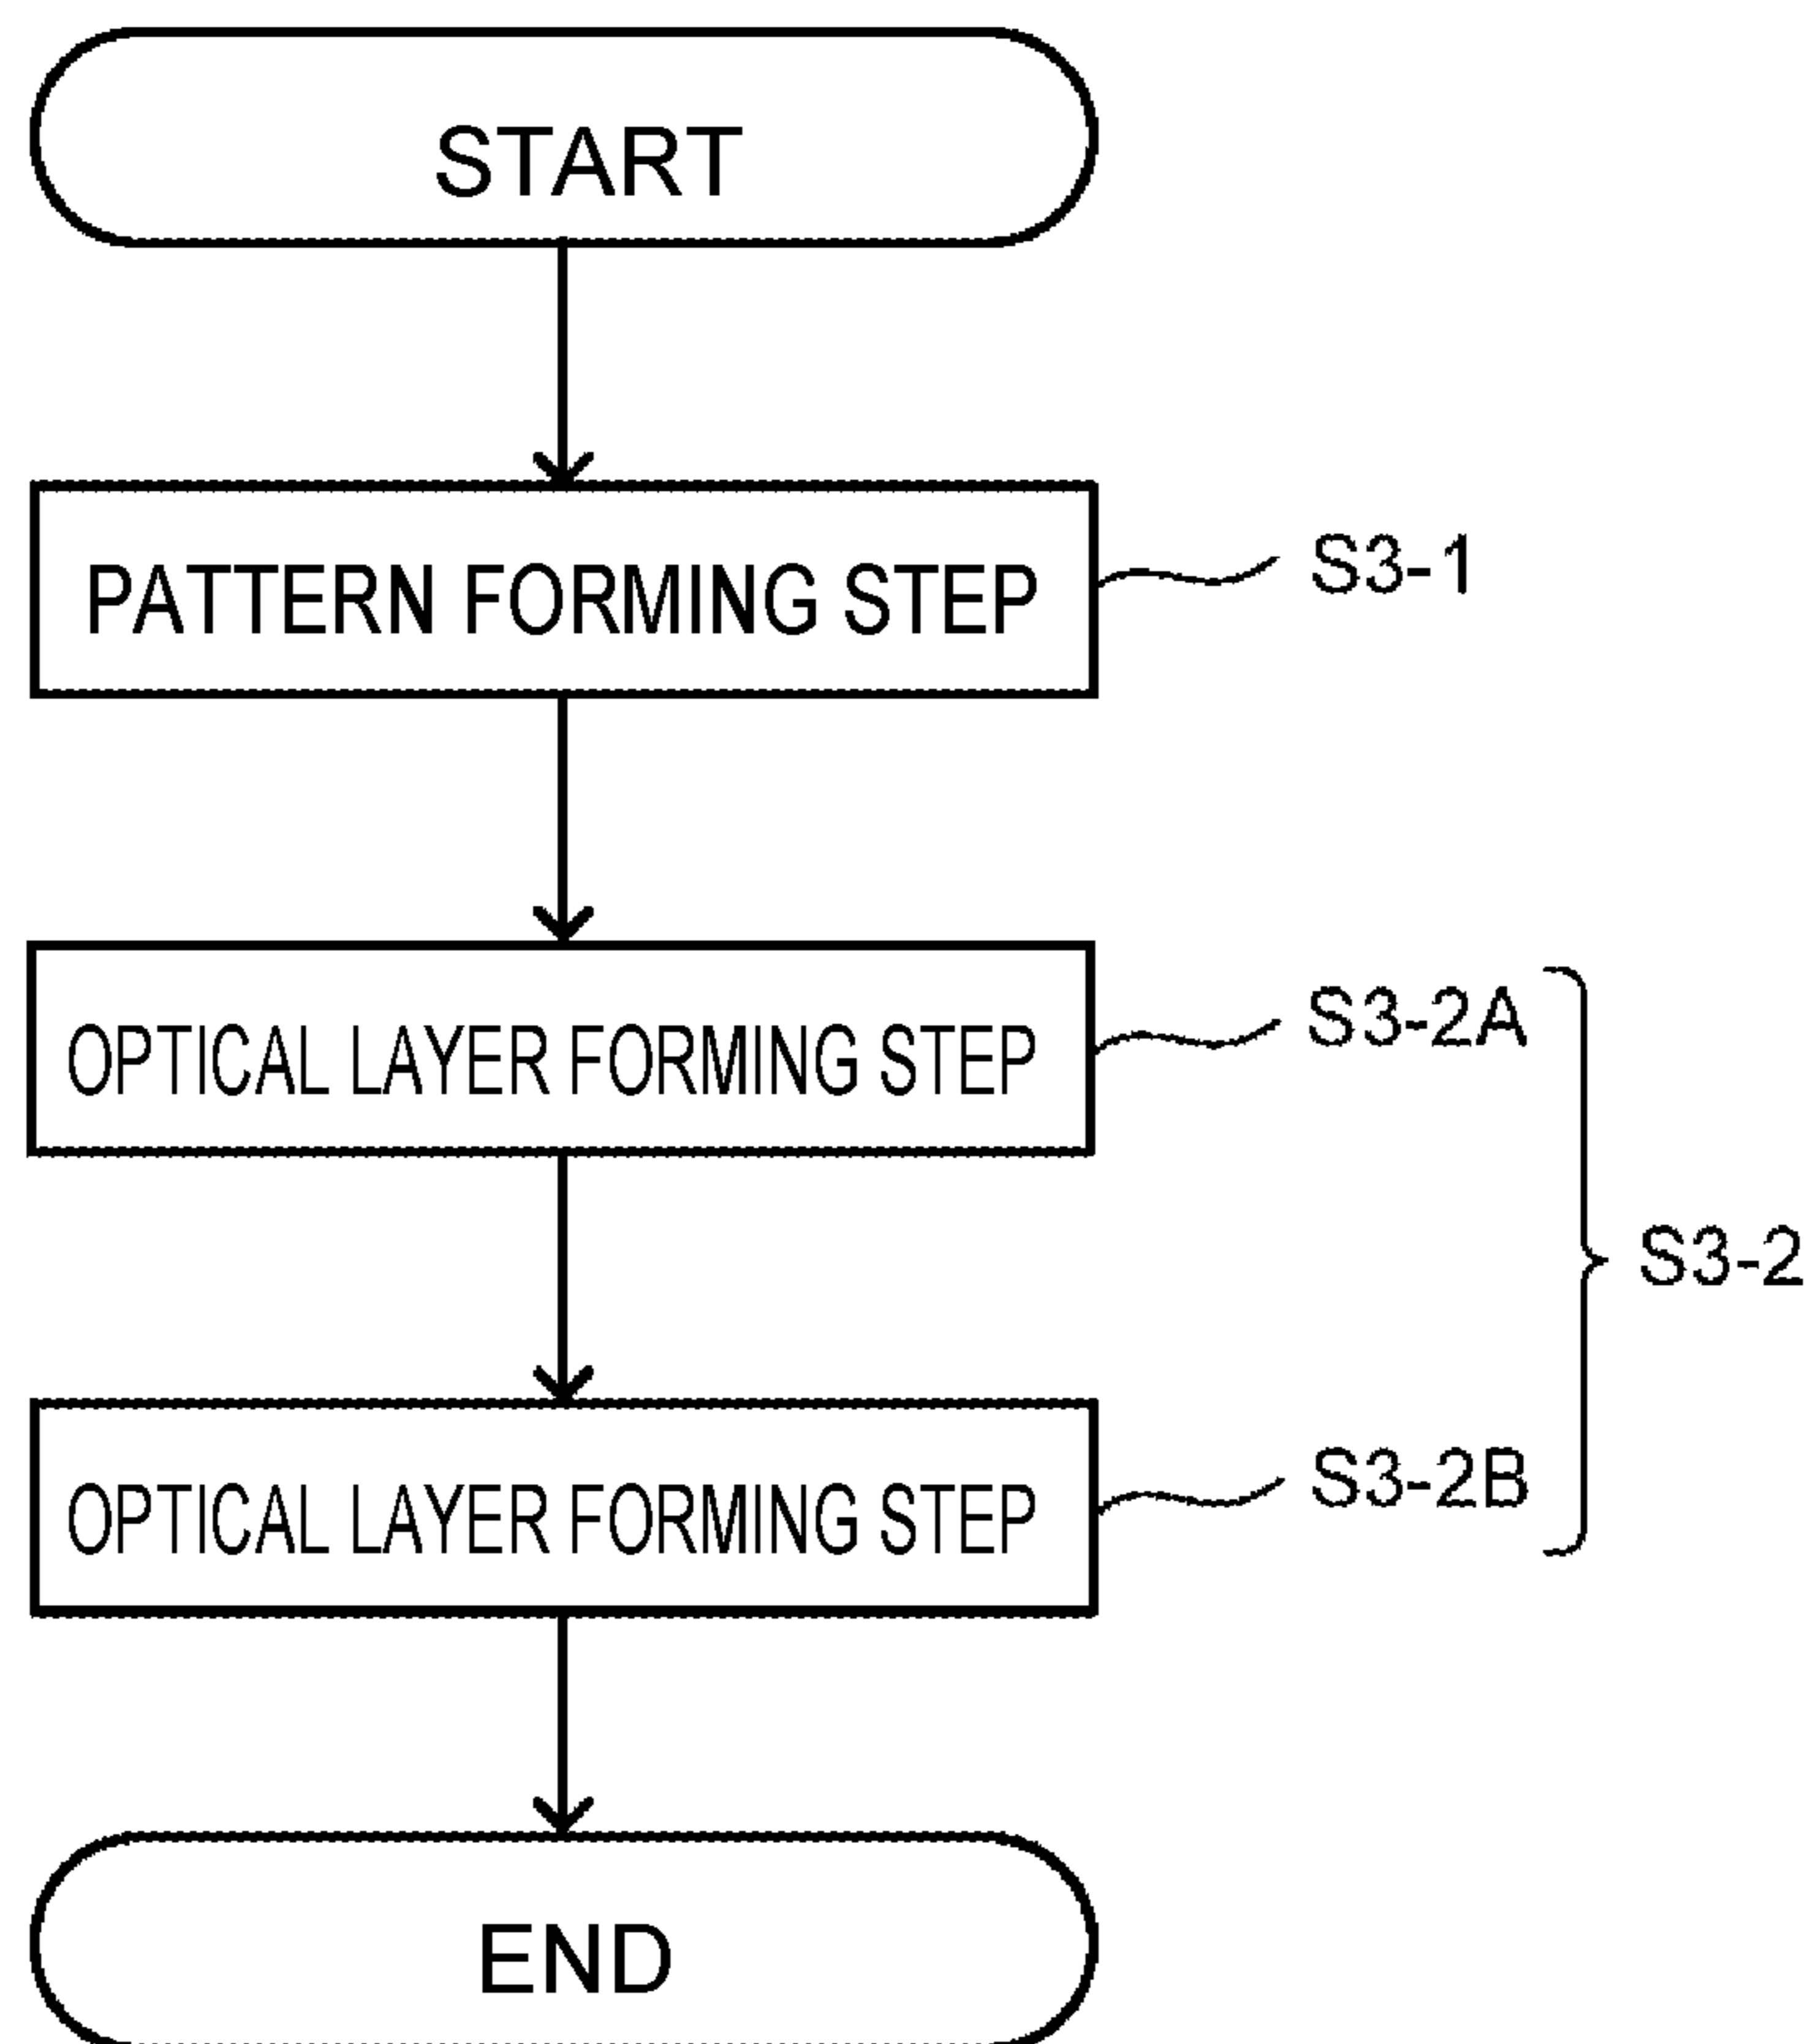 START
PATTERN FORMING STEP
S3-1
OPTICAL LAYER FORMING STEP
S3-2A
S3-2
OPTICAL LAYER FORMING STEP
S3-2B
END